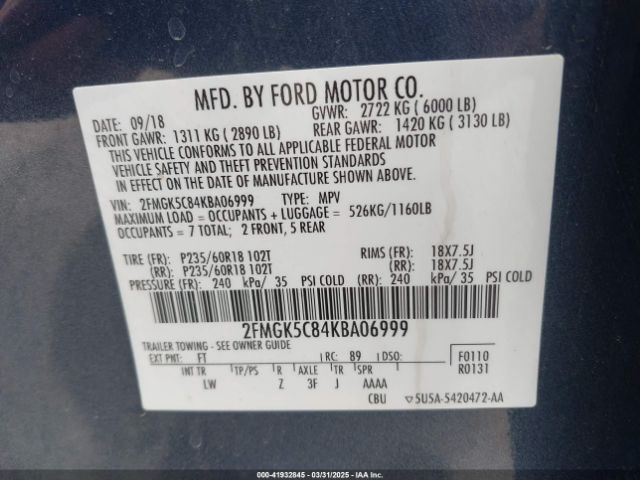 MFD. BY FORD MOTOR CO.
DATE: 09/18 GVWR: 2722 KG ( 6000 LB)
FRONT GAWR: 1311 KG ( 2890 LB) REAR GAWR: 1420 KG ( 3130 LB)
THIS VEHICLE CONFORMS TO ALL APPLICABLE FEDERAL MOTOR
VEHICLE SAFETY AND THEFT PREVENTION STANDARDS
IN EFFECT ON THE DATE OF MANUFACTURE SHOWN ABOVE.
VIN: 2FMGK5C84KBA06999 TYPE: MPV
MAXIMUM LOAD = OCCUPANTS + LUGGAGE = 526KG/1160LB
OCCUPANTS = 7 TOTAL; 2 FRONT, 5 REAR
TIRE (FR): P235/60R18 102T RIMS (FR): 18X7.5J
(RR): P235/60R18 102T (RR): 18X7.5J
PRESSURE (FR): 240 kPa/ 35 PSI COLD (RR): 240 kPa/ 35 PSI COLD
2FMGK5C84KBA06999
TRAILER TOWING - SEE OWNER GUIDE
EXT PNT: FT RC: 89 DSO: F0110
INT TR TP/PS R AXLE TR SPR R0131
LW Z 3F J AAAA
CBU 5U5A-5420472-AA
000-41932845 03/31/2025 IAA, Inc.